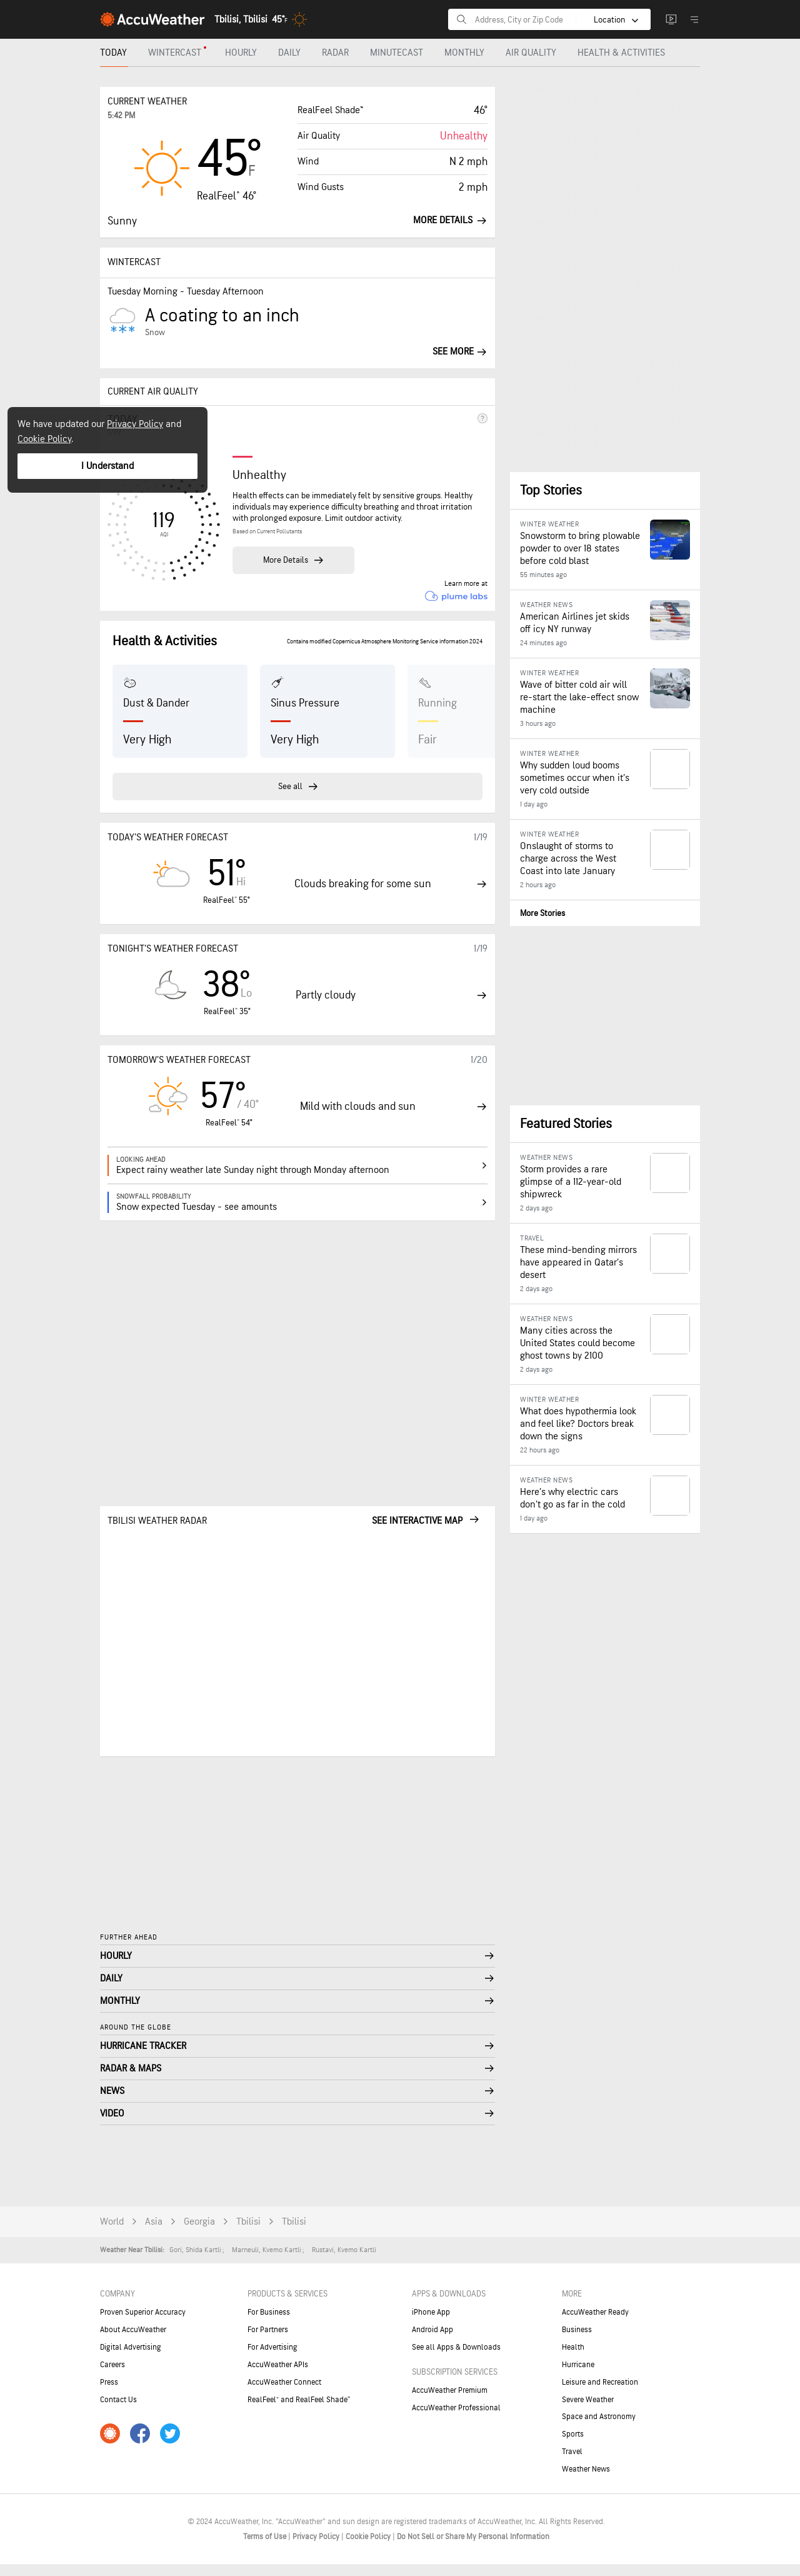 AccuWeather
Tbilisi, Tbilisi 45°F
Address, City or Zip Code
Location
TODAY
WINTERCAST
HOURLY
DAILY
RADAR
MINUTECAST
MONTHLY
AIR QUALITY
HEALTH & ACTIVITIES
CURRENT WEATHER
5:42 PM
45°F
RealFeel® 46°
Sunny
RealFeel Shade™ 46°
Air Quality Unhealthy
Wind N 2 mph
Wind Gusts 2 mph
MORE DETAILS
WINTERCAST
Tuesday Morning - Tuesday Afternoon
A coating to an inch
Snow
SEE MORE
CURRENT AIR QUALITY
We have updated our Privacy Policy and
Cookie Policy.
I Understand
TODAY
?
119
AQI
Unhealthy
Health effects can be immediately felt by sensitive groups. Healthy
individuals may experience difficulty breathing and throat irritation
with prolonged exposure. Limit outdoor activity.
Based on Current Pollutants
More Details
Learn more at
plume labs
Health & Activities
Contains modified Copernicus Atmosphere Monitoring Service information 2024
Dust & Dander
Very High
Sinus Pressure
Very High
Running
Fair
See all
TODAY'S WEATHER FORECAST 1/19
51° Hi
RealFeel® 55°
Clouds breaking for some sun
TONIGHT'S WEATHER FORECAST 1/19
38° Lo
RealFeel® 35°
Partly cloudy
TOMORROW'S WEATHER FORECAST 1/20
57° / 40°
RealFeel® 54°
Mild with clouds and sun
LOOKING AHEAD
Expect rainy weather late Sunday night through Monday afternoon
SNOWFALL PROBABILITY
Snow expected Tuesday - see amounts
TBILISI WEATHER RADAR
SEE INTERACTIVE MAP
FURTHER AHEAD
HOURLY
DAILY
MONTHLY
AROUND THE GLOBE
HURRICANE TRACKER
RADAR & MAPS
NEWS
VIDEO
Top Stories
WINTER WEATHER
Snowstorm to bring plowable
powder to over 18 states
before cold blast
55 minutes ago
WEATHER NEWS
American Airlines jet skids
off icy NY runway
24 minutes ago
WINTER WEATHER
Wave of bitter cold air will
re-start the lake-effect snow
machine
3 hours ago
WINTER WEATHER
Why sudden loud booms
sometimes occur when it's
very cold outside
1 day ago
WINTER WEATHER
Onslaught of storms to
charge across the West
Coast into late January
2 hours ago
More Stories
Featured Stories
WEATHER NEWS
Storm provides a rare
glimpse of a 112-year-old
shipwreck
2 days ago
TRAVEL
These mind-bending mirrors
have appeared in Qatar's
desert
2 days ago
WEATHER NEWS
Many cities across the
United States could become
ghost towns by 2100
2 days ago
WINTER WEATHER
What does hypothermia look
and feel like? Doctors break
down the signs
22 hours ago
WEATHER NEWS
Here's why electric cars
don't go as far in the cold
1 day ago
World
Asia
Georgia
Tbilisi
Tbilisi
Weather Near Tbilisi: Gori, Shida Kartli ; Marneuli, Kvemo Kartli ; Rustavi, Kvemo Kartli
COMPANY
Proven Superior Accuracy
About AccuWeather
Digital Advertising
Careers
Press
Contact Us
PRODUCTS & SERVICES
For Business
For Partners
For Advertising
AccuWeather APIs
AccuWeather Connect
RealFeel® and RealFeel Shade™
APPS & DOWNLOADS
iPhone App
Android App
See all Apps & Downloads
SUBSCRIPTION SERVICES
AccuWeather Premium
AccuWeather Professional
MORE
AccuWeather Ready
Business
Health
Hurricane
Leisure and Recreation
Severe Weather
Space and Astronomy
Sports
Travel
Weather News
© 2024 AccuWeather, Inc. "AccuWeather" and sun design are registered trademarks of AccuWeather, Inc. All Rights Reserved.
Terms of Use | Privacy Policy | Cookie Policy | Do Not Sell or Share My Personal Information